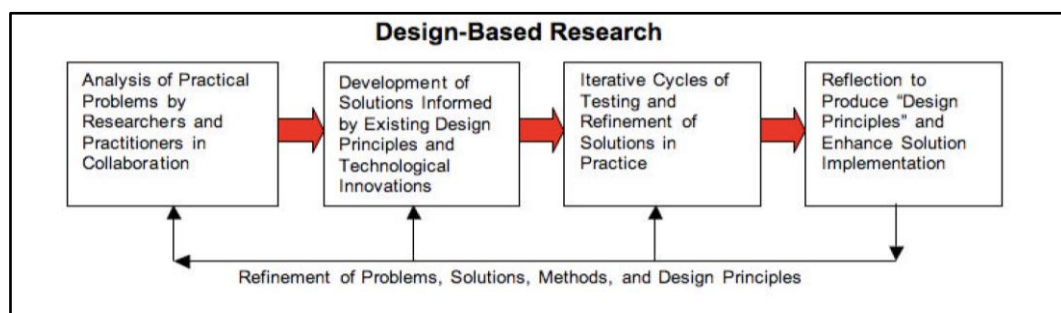 Design-Based Research
Analysis of Practical
Problems by
Researchers and
Practitioners in
Collaboration
Development of
Solutions Informed
by Existing Design
Principles and
Technological
Innovations
Iterative Cycles of
Testing and
Refinement of
Solutions in
Practice
Reflection to
Produce “Design
Principles” and
Enhance Solution
Implementation
Refinement of Problems, Solutions, Methods, and Design Principles